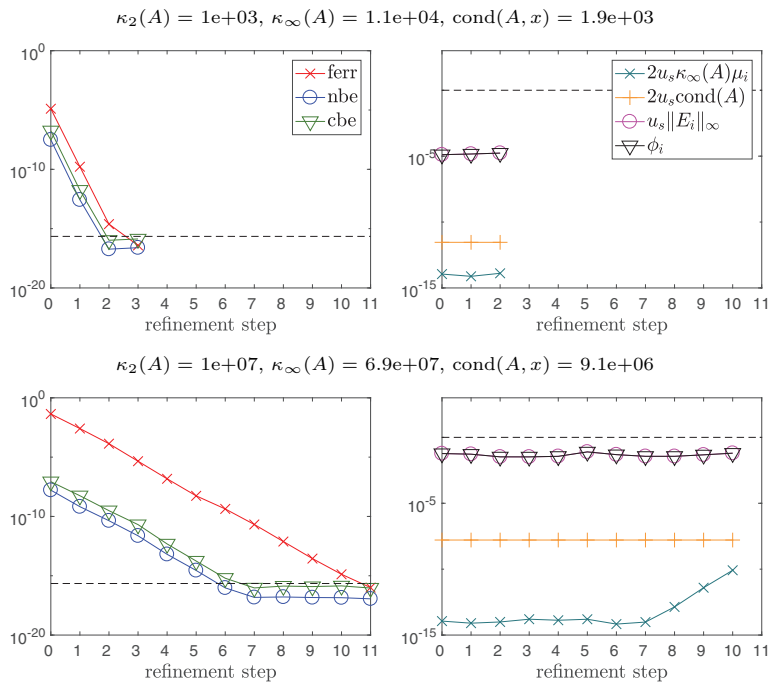 κ₂(A) = 1e+03, κ∞(A) = 1.1e+04, cond(A, x) = 1.9e+03
10⁰
10⁻¹⁰
10⁻²⁰
ferr
nbe
cbe
0 1 2 3 4 5 6 7 8 9 10 11
refinement step
10⁻⁵
10⁻¹⁵
2uₛκ∞(A)μᵢ
2uₛcond(A)
uₛ‖Eᵢ‖∞
ϕᵢ
0 1 2 3 4 5 6 7 8 9 10 11
refinement step
κ₂(A) = 1e+07, κ∞(A) = 6.9e+07, cond(A, x) = 9.1e+06
10⁰
10⁻¹⁰
10⁻²⁰
0 1 2 3 4 5 6 7 8 9 10 11
refinement step
10⁻⁵
10⁻¹⁵
0 1 2 3 4 5 6 7 8 9 10 11
refinement step